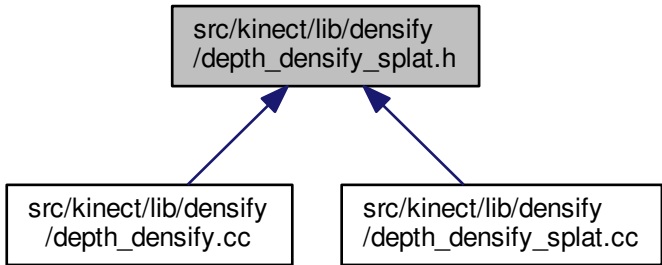 src/kinect/lib/densify
/depth_densify_splat.h
src/kinect/lib/densify
/depth_densify.cc
src/kinect/lib/densify
/depth_densify_splat.cc